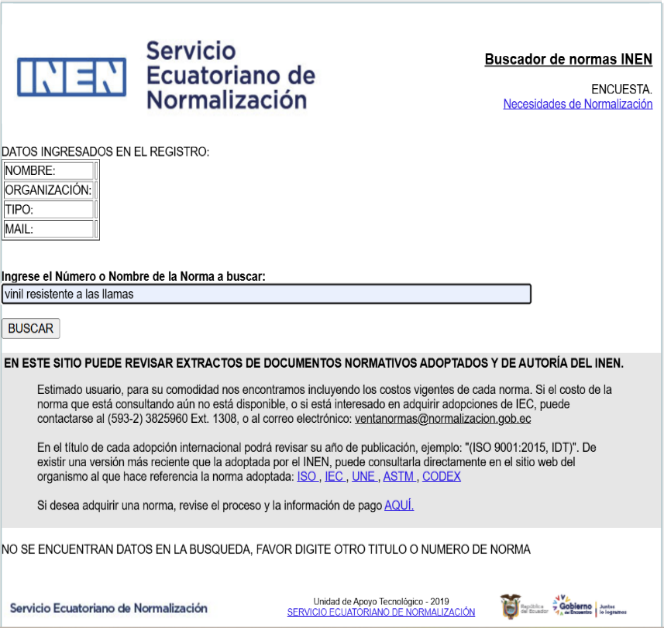 INEN
Servicio
Ecuatoriano de
Normalización
Buscador de normas INEN
ENCUESTA.
Necesidades de Normalización
DATOS INGRESADOS EN EL REGISTRO:
NOMBRE:
ORGANIZACIÓN:
TIPO:
MAIL:
Ingrese el Número o Nombre de la Norma a buscar:
vinil resistente a las llamas
BUSCAR
EN ESTE SITIO PUEDE REVISAR EXTRACTOS DE DOCUMENTOS NORMATIVOS ADOPTADOS Y DE AUTORÍA DEL INEN.
Estimado usuario, para su comodidad nos encontramos incluyendo los costos vigentes de cada norma. Si el costo de la
norma que está consultando aún no está disponible, o si está interesado en adquirir adopciones de IEC, puede
contactarse al (593-2) 3825960 Ext. 1308, o al correo electrónico: ventanormas@normalizacion.gob.ec
En el título de cada adopción internacional podrá revisar su año de publicación, ejemplo: "(ISO 9001:2015, IDT)". De
existir una versión más reciente que la adoptada por el INEN, puede consultarla directamente en el sitio web del
organismo al que hace referencia la norma adoptada: ISO , IEC , UNE , ASTM , CODEX
Si desea adquirir una norma, revise el proceso y la información de pago AQUÍ.
NO SE ENCUENTRAN DATOS EN LA BUSQUEDA, FAVOR DIGITE OTRO TITULO O NUMERO DE NORMA
Servicio Ecuatoriano de Normalización
Unidad de Apoyo Tecnológico - 2019
SERVICIO ECUATORIANO DE NORMALIZACIÓN
República
del Ecuador
Gobierno
del Encuentro
Juntos
lo logramos